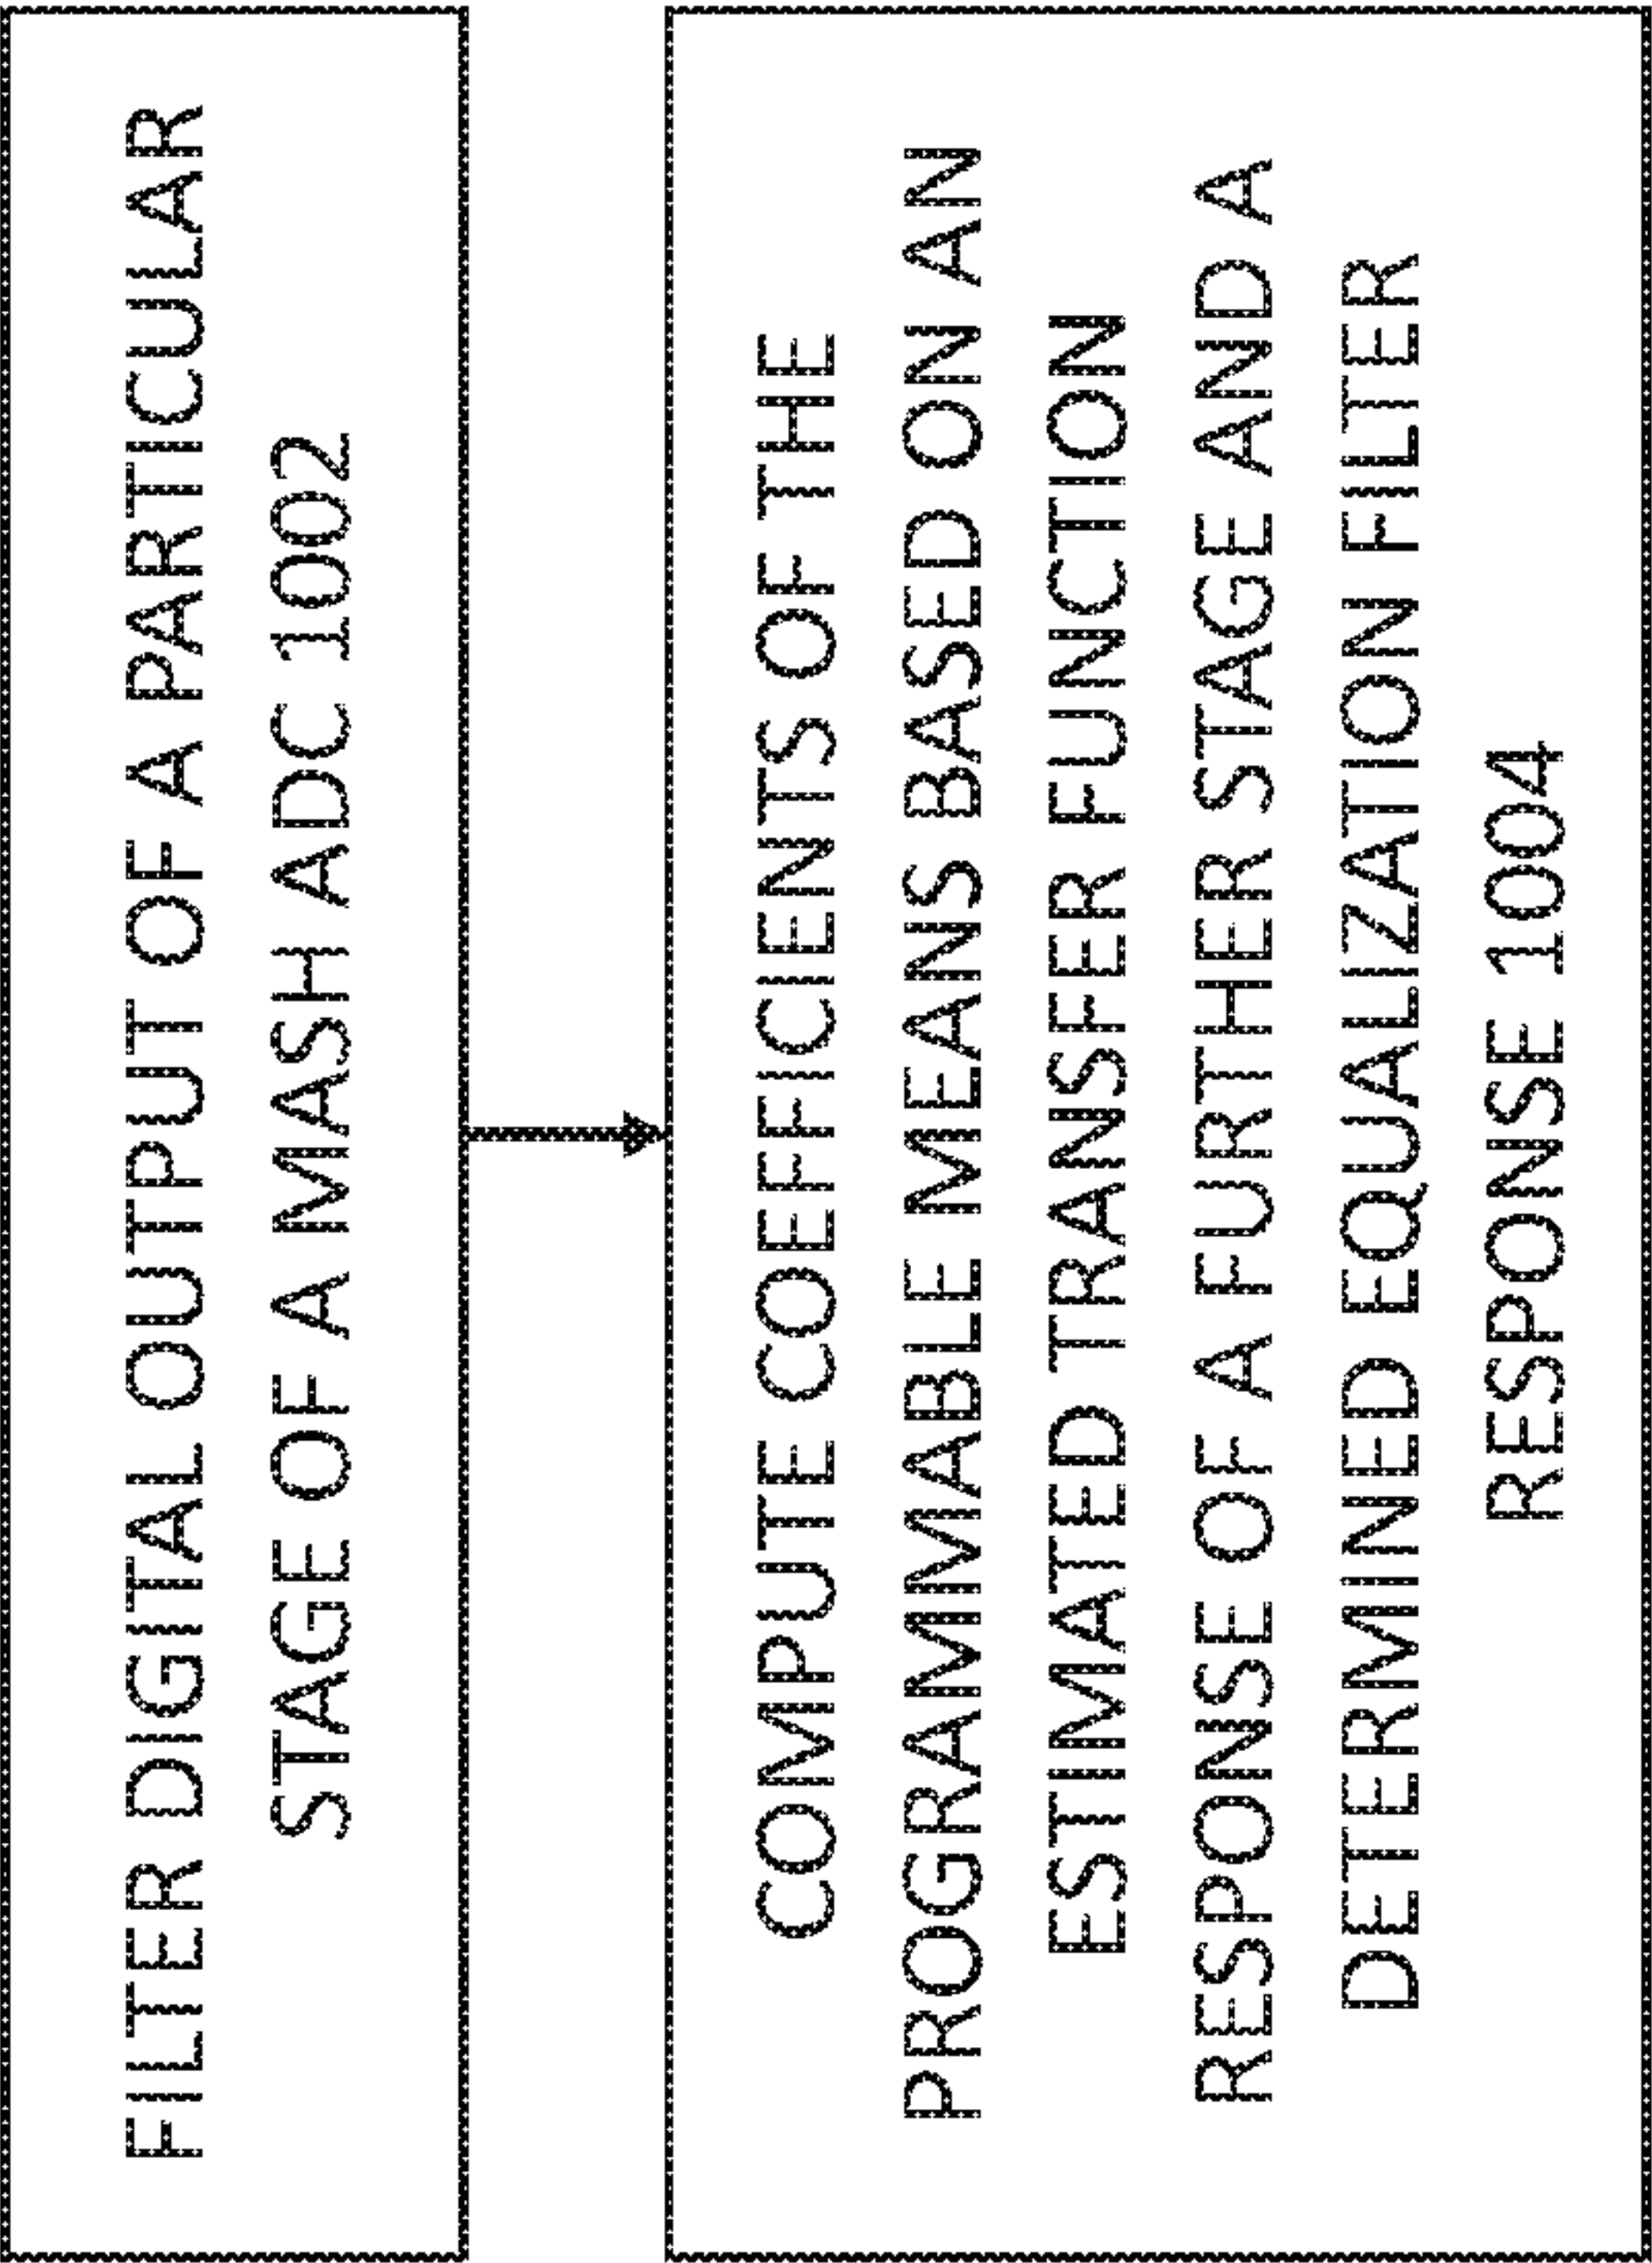 FILTER DIGITAL OUTPUT OF A PARTICULAR
STAGE OF A MASH ADC 1002
COMPUTE COEFFICIENTS OF THE
PROGRAMMABLE MEANS BASED ON AN
ESTIMATED TRANSFER FUNCTION
RESPONSE OF A FURTHER STAGE AND A
DETERMINED EQUALIZATION FILTER
RESPONSE 1004